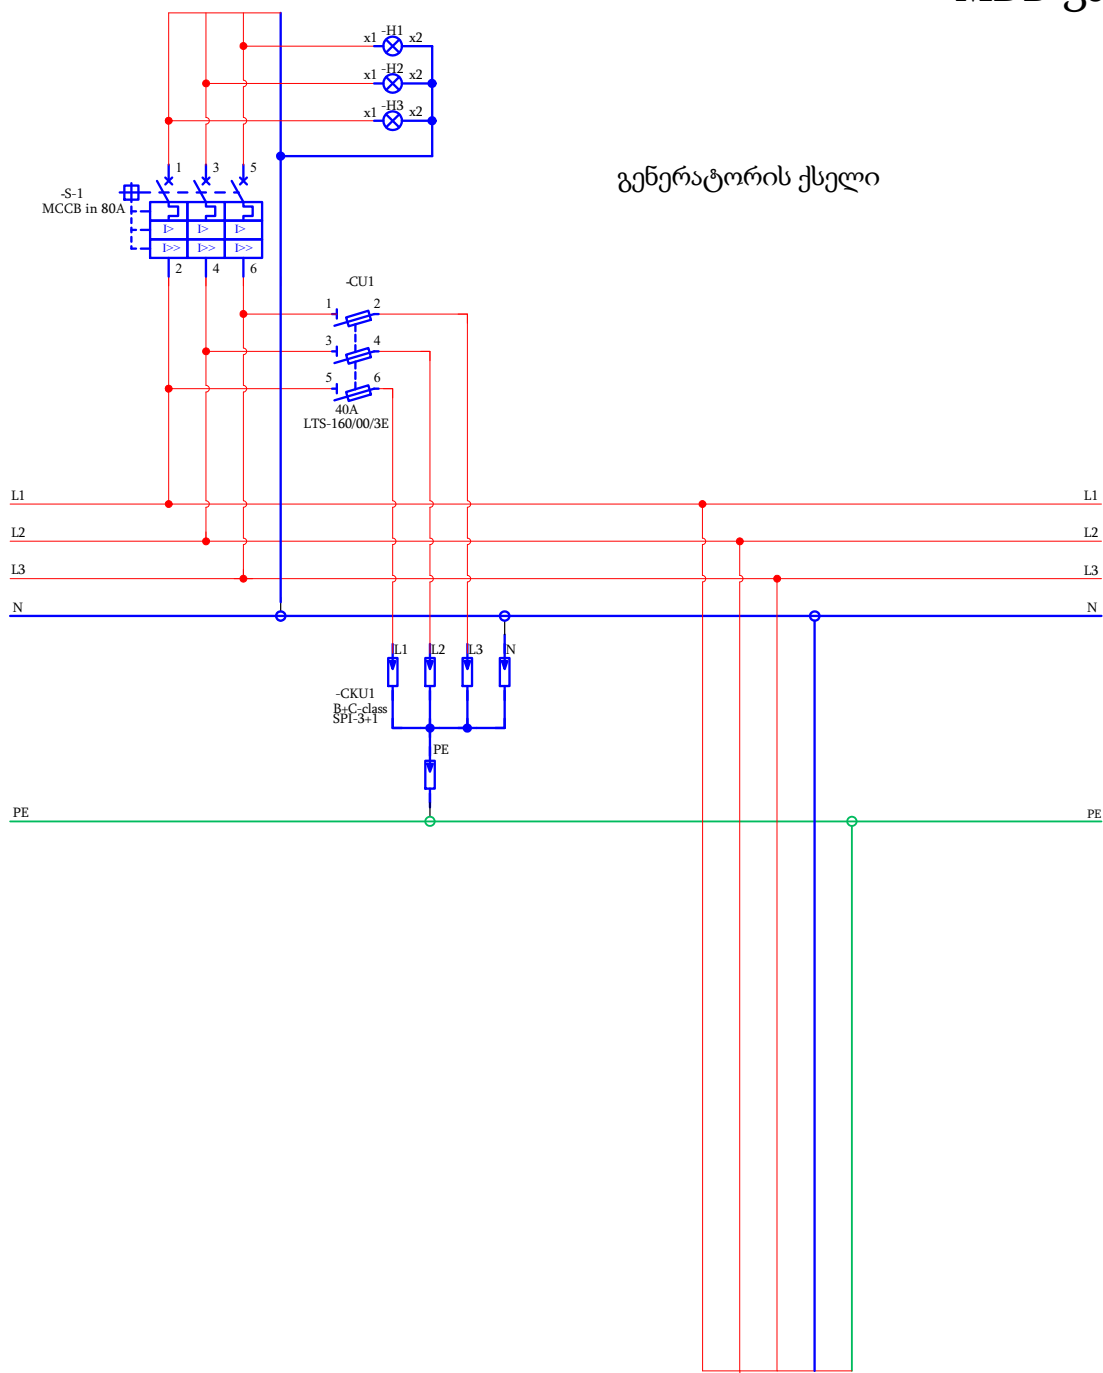 -H1
x1 x2
-H2
x1 x2
-H3
x1 x2
გენერატორის ქსელი
1 3 5
-S-1
MCCB in 80A
I> I> I>
I>> I>> I>>
2 4 6
-CU1
1 2
3 4
5 6
40A
LTS-160/00/3E
L1 L1
L2 L2
L3 L3
N N
L1 L2 L3 N
-CKU1
B+C-class
SPI-3+1
PE
PE PE